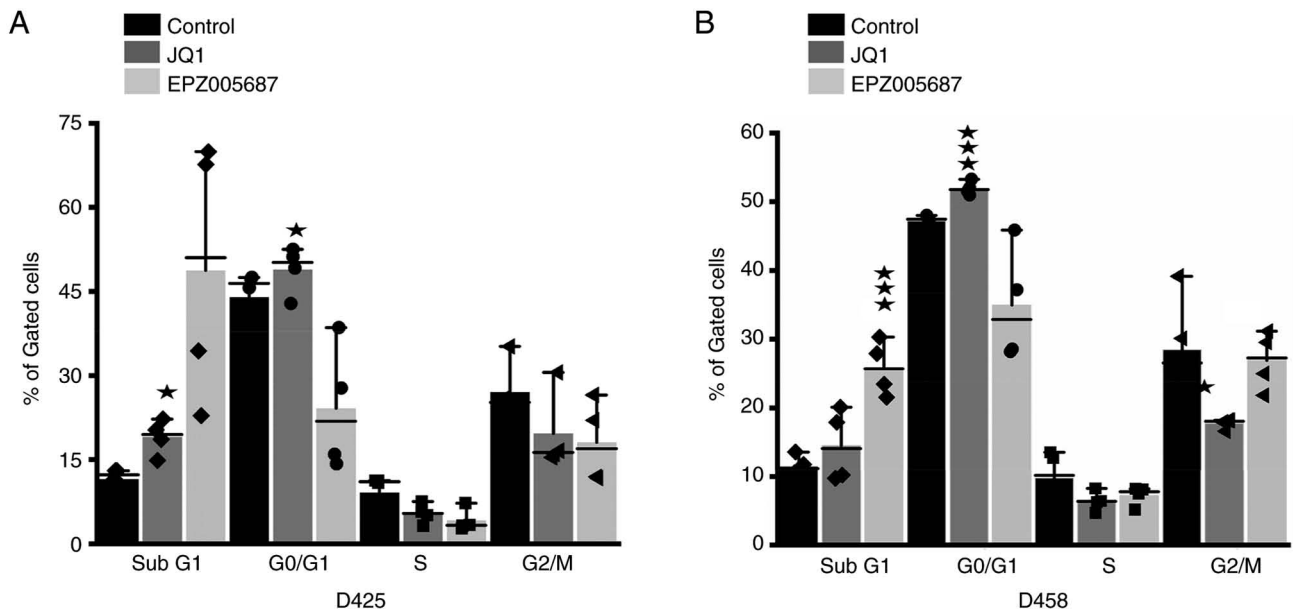 A
Control
JQ1
EPZ005687
75
60
45
30
15
0
% of Gated cells
Sub G1 G0/G1 S G2/M
D425
B
Control
JQ1
EPZ005687
60
50
40
30
20
10
0
% of Gated cells
Sub G1 G0/G1 S G2/M
D458